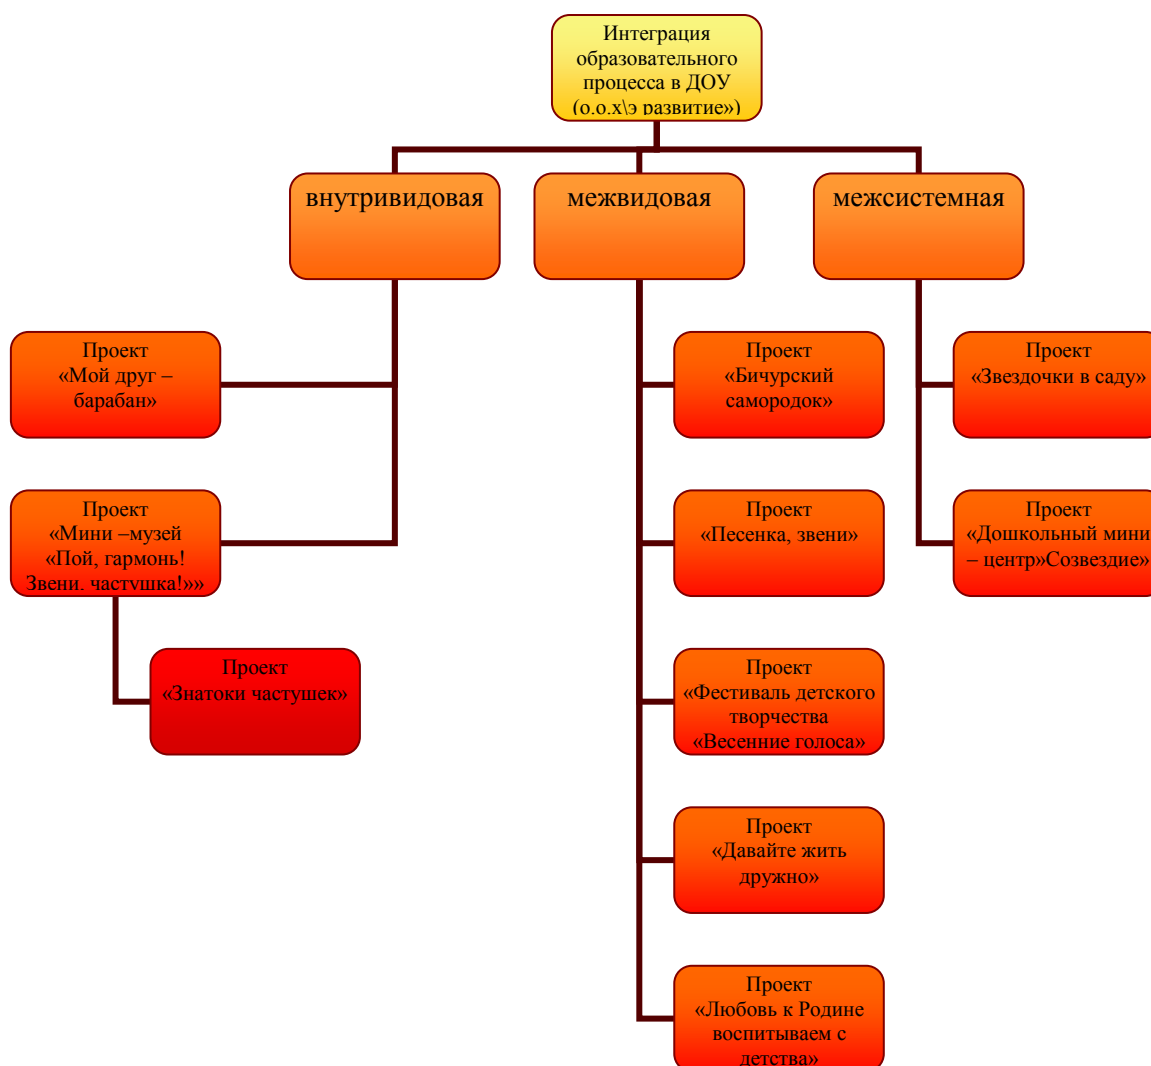 Интеграция
образовательного
процесса в ДОУ
(о.о.х\э развитие»)
внутривидовая
межвидовая
межсистемная
Проект
«Мой друг –
барабан»
Проект
«Мини –музей
«Пой, гармонь!
Звени, частушка!»»
Проект
«Знатоки частушек»
Проект
«Бичурский
самородок»
Проект
«Песенка, звени»
Проект
«Фестиваль детского
творчества
«Весенние голоса»
Проект
«Давайте жить
дружно»
Проект
«Любовь к Родине
воспитываем с
детства»
Проект
«Звездочки в саду»
Проект
«Дошкольный мини
– центр»Созвездие»